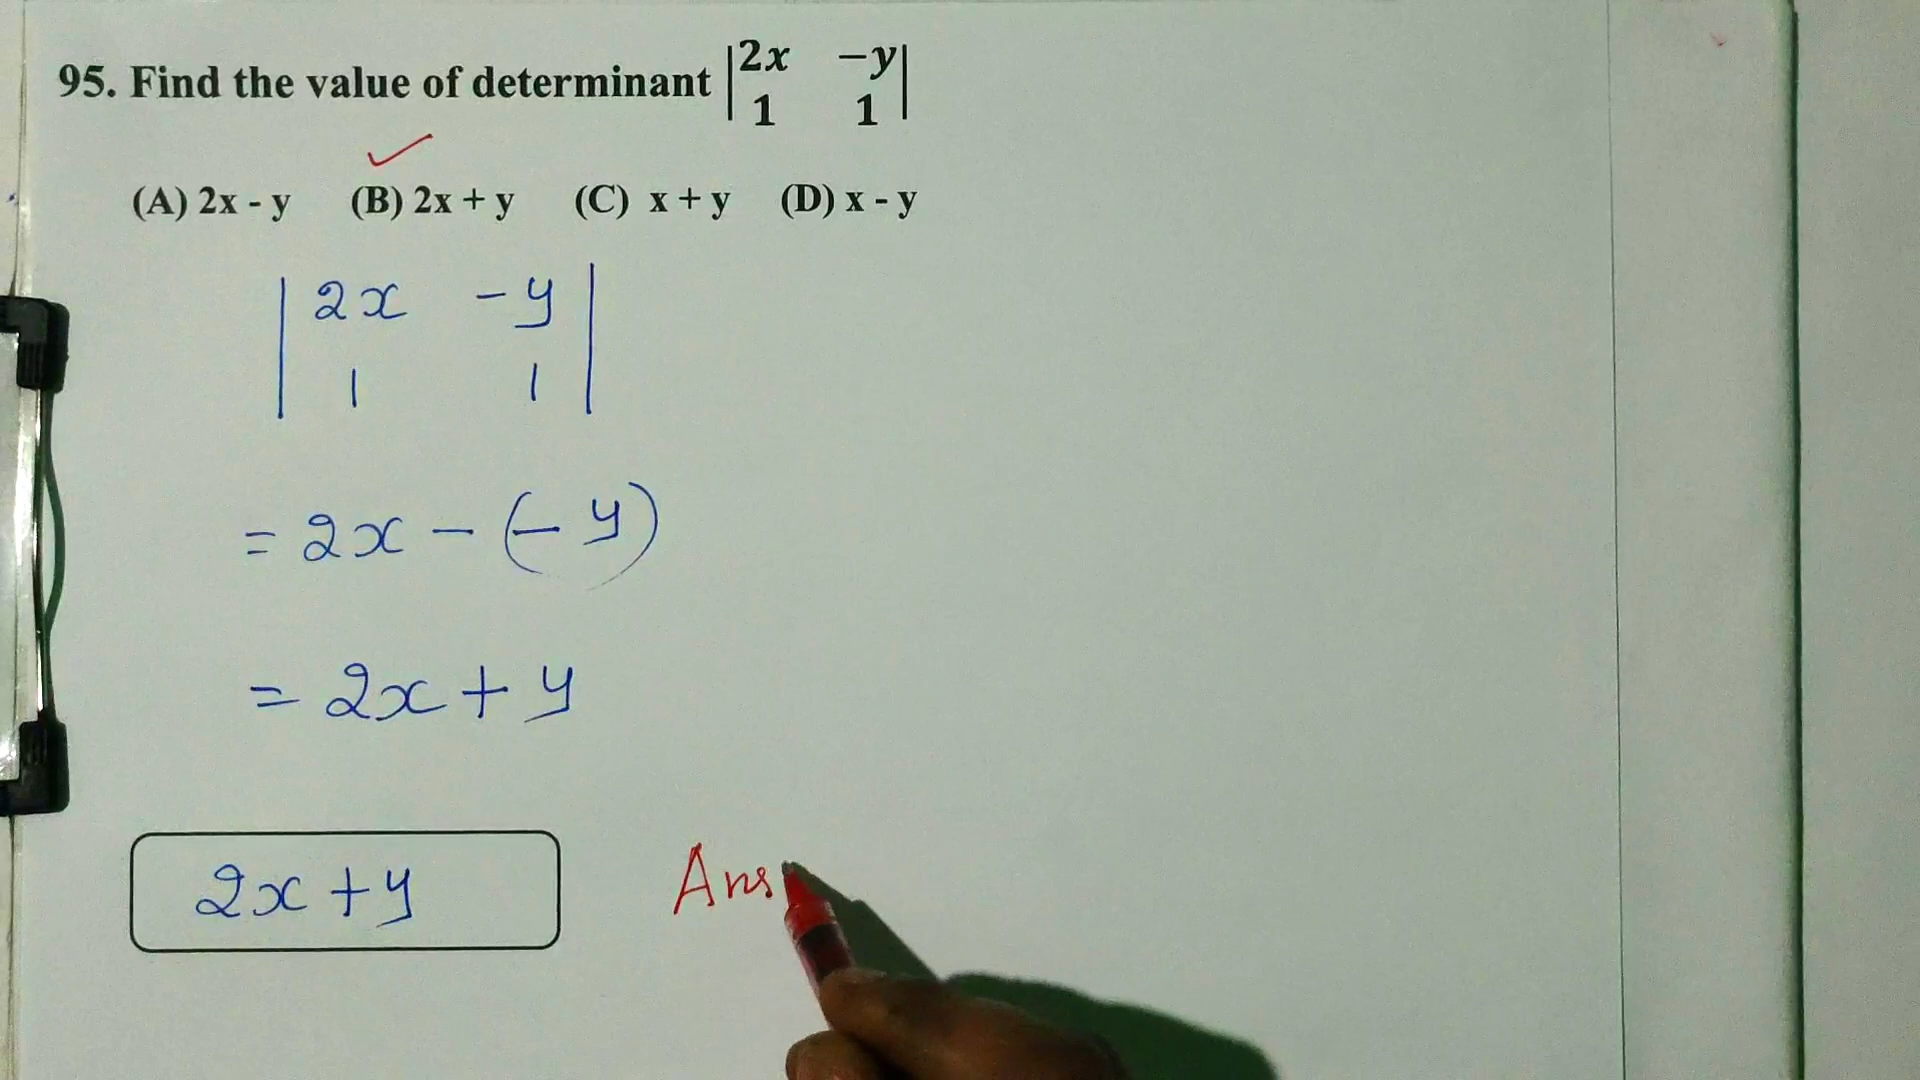 95. Find the value of determinant |2x -y|
|1 1|
(A) 2x - y (B) 2x + y (C) x + y (D) x - y
| 2x -y |
| 1 1 |
= 2x - (- y)
= 2x + y
2x + y Ans